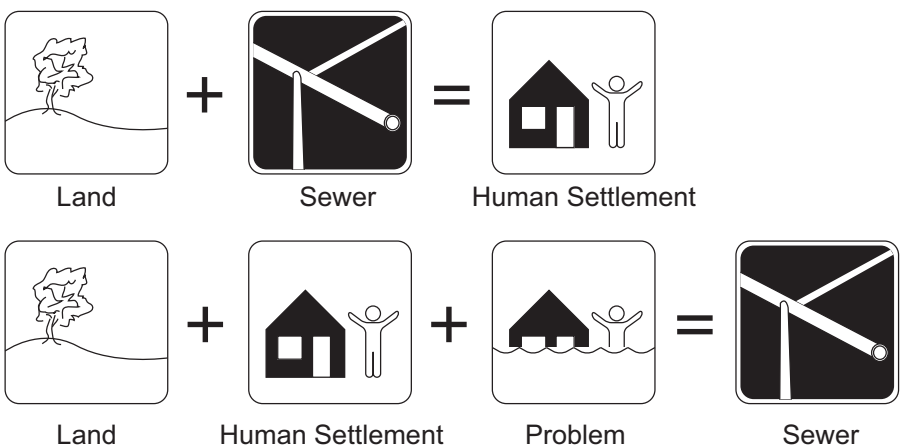 + =
Land Sewer Human Settlement
+ + =
Land Human Settlement Problem Sewer